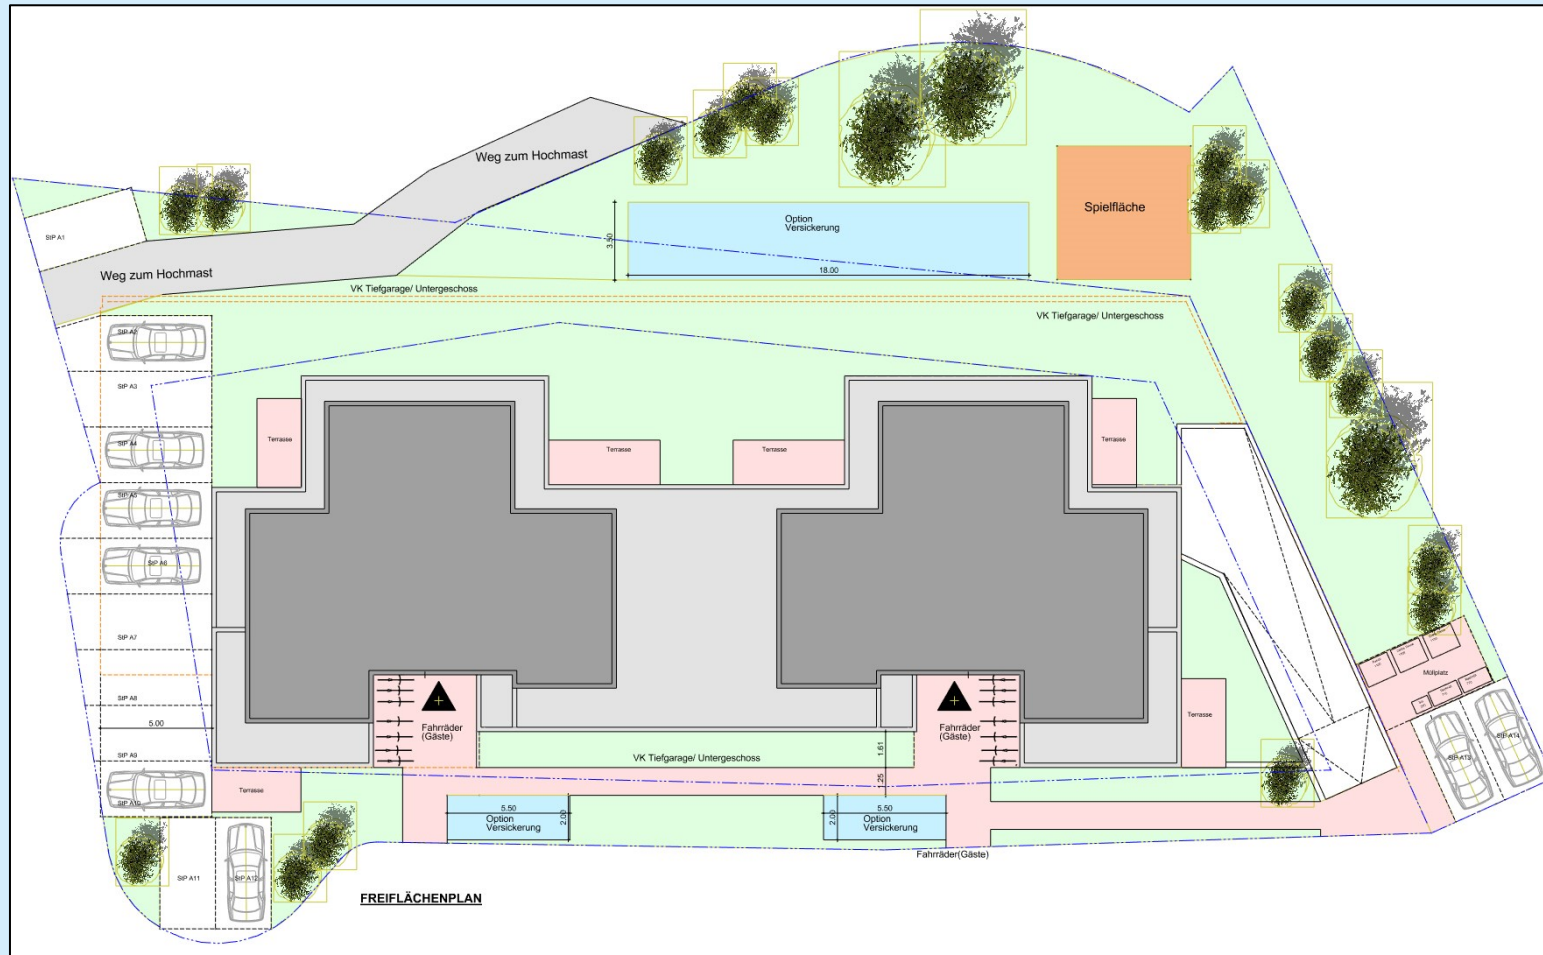 Weg zum Hochmast
StP A1
Weg zum Hochmast
Spielfläche
Option
Versickerung
3.50
18.00
VK Tiefgarage/ Untergeschoss
VK Tiefgarage/ Untergeschoss
StP A2
StP A3
StP A4
StP A5
StP A6
StP A7
StP A8
5.00
StP A9
StP A10
StP A11
StP A12
Terrasse
Terrasse
Terrasse
Terrasse
Terrasse
Terrasse
Müllplatz
StP A13
StP A14
Fahrräder
(Gäste)
Fahrräder
(Gäste)
VK Tiefgarage/ Untergeschoss
1.61
1.25
5.50
Option
Versickerung
2.00
5.50
Option
Versickerung
2.00
Fahrräder(Gäste)
FREIFLÄCHENPLAN